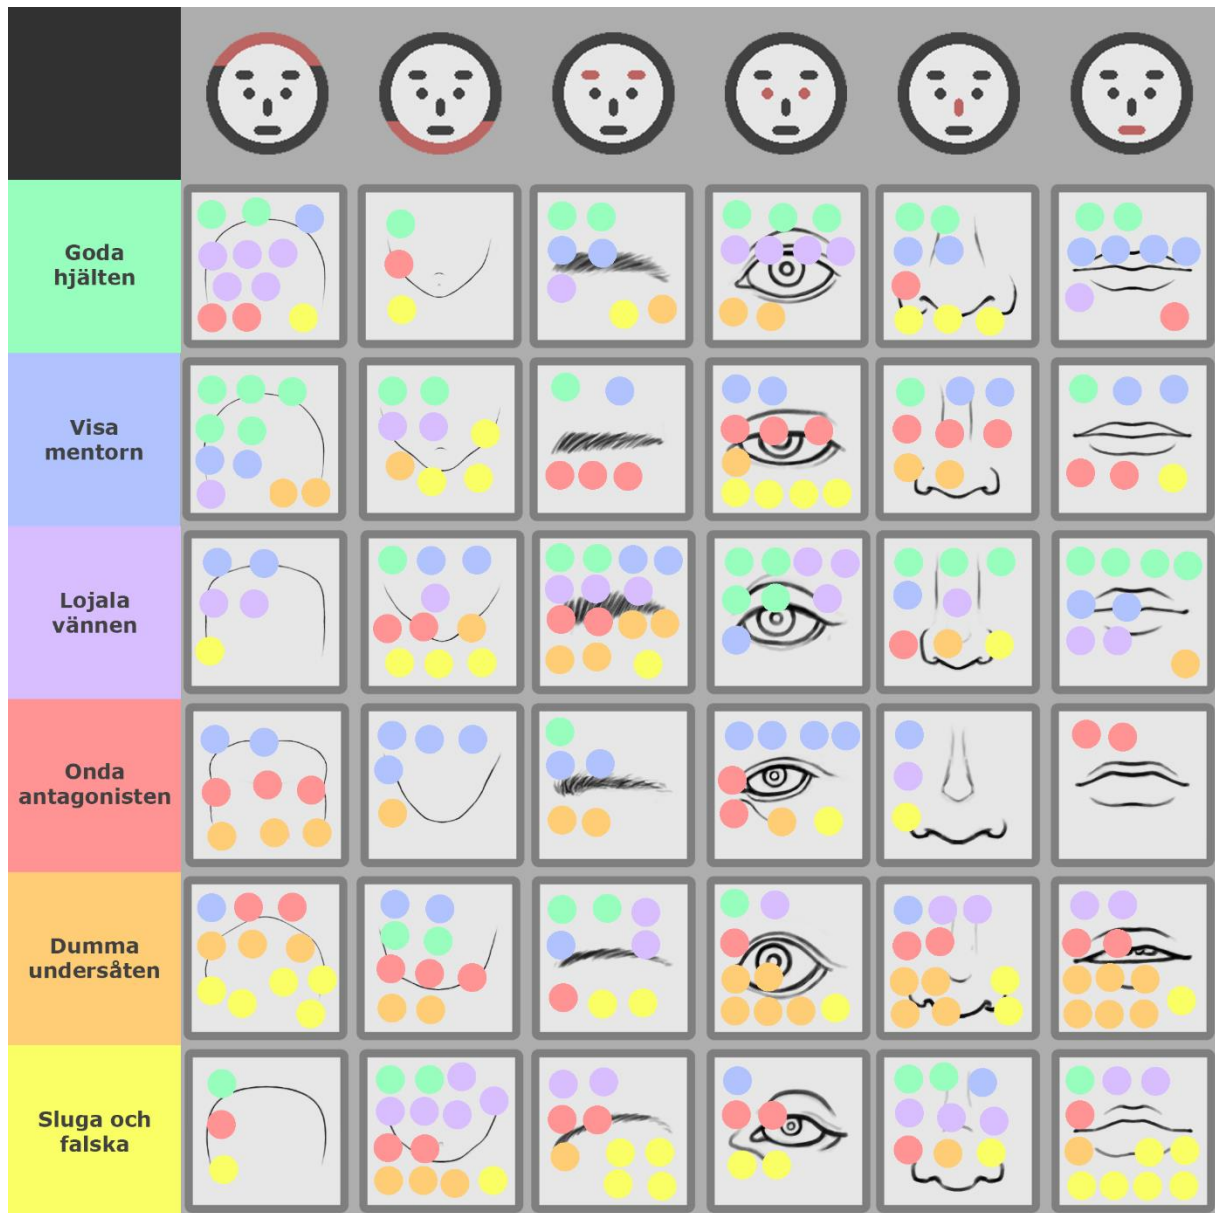 Goda
hjälten
Visa
mentorn
Lojala
vännen
Onda
antagonisten
Dumma
undersåten
Sluga och
falska